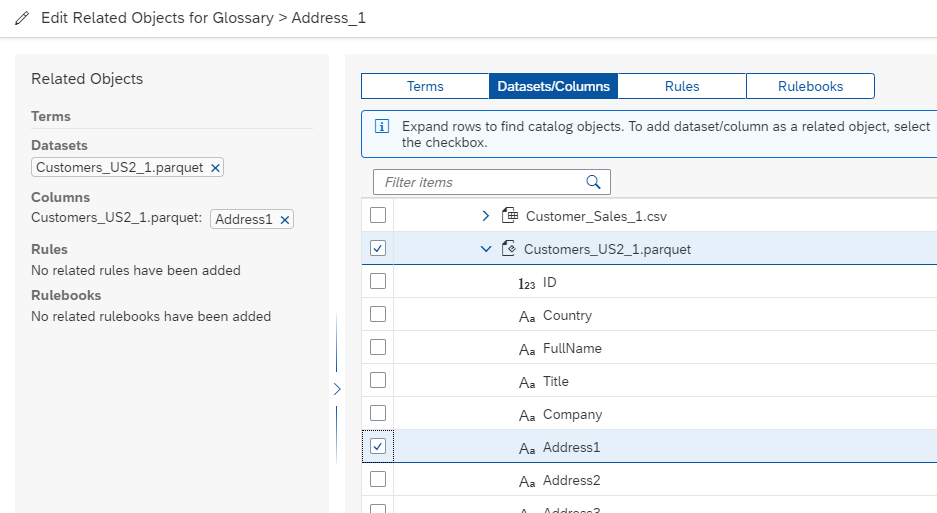 Edit Related Objects for Glossary > Address_1
Related Objects
Terms
Datasets
Customers_US2_1.parquet ×
Columns
Customers_US2_1.parquet: Address1 ×
Rules
No related rules have been added
Rulebooks
No related rulebooks have been added
Terms Datasets/Columns Rules Rulebooks
Expand rows to find catalog objects. To add dataset/column as a related object, select
the checkbox.
Filter items
Customer_Sales_1.csv
Customers_US2_1.parquet
123 ID
Aa Country
Aa FullName
Aa Title
Aa Company
Aa Address1
Aa Address2
Address3